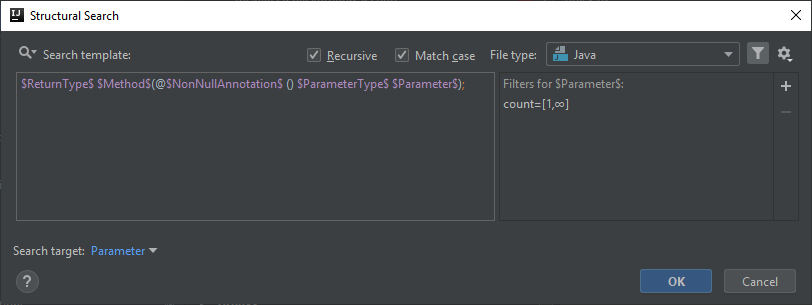 IJ
Structural Search
Search template:
Recursive
Match case
File type:
Java
$ReturnType$ $Method$(@$NonNullAnnotation$ () $ParameterType$ $Parameter$);
Filters for $Parameter$:
count=[1,∞]
Search target: Parameter
?
OK
Cancel